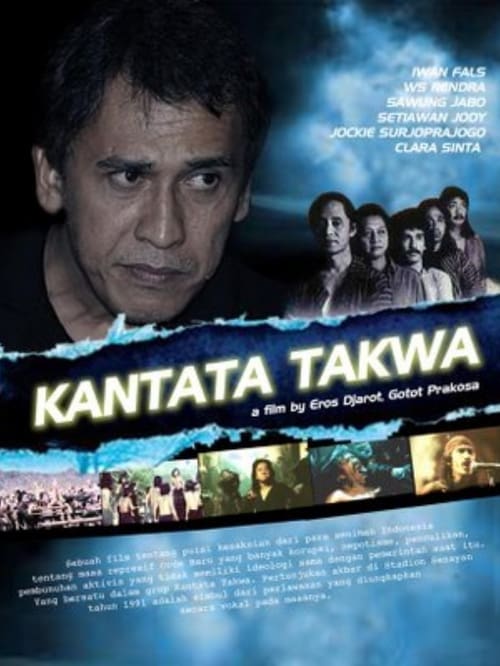 IWAN FALS
WS RENDRA
SAWUNG JABO
SETIAWAN JODY
JOCKIE SURJOPRAJOGO
CLARA SINTA
KANTATA TAKWA
a film by Eros Djarot, Gotot Prakosa
Sebuah film tentang puisi kesaksian dari para seniman Indonesia
tentang masa represif Orde Baru yang banyak korupsi, nepotisme, penculikan,
pembunuhan aktivis yang tidak memiliki ideologi sama dengan pemerintah saat itu.
Yang bersatu dalam grup Kantata Takwa. Pertunjukan akbar di Stadion Senayan
tahun 1991 adalah simbul dari perlawanan yang diungkapkan
secara vokal pada masanya.